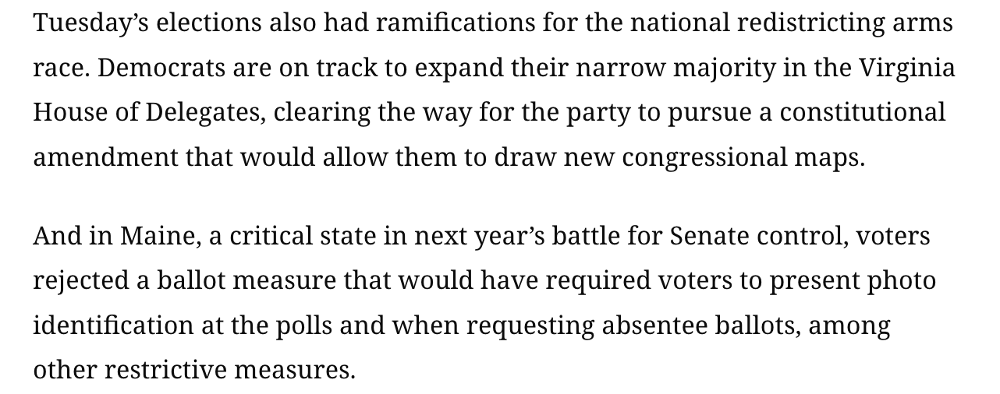 Tuesday’s elections also had ramifications for the national redistricting arms
race. Democrats are on track to expand their narrow majority in the Virginia
House of Delegates, clearing the way for the party to pursue a constitutional
amendment that would allow them to draw new congressional maps.
And in Maine, a critical state in next year’s battle for Senate control, voters
rejected a ballot measure that would have required voters to present photo
identification at the polls and when requesting absentee ballots, among
other restrictive measures.